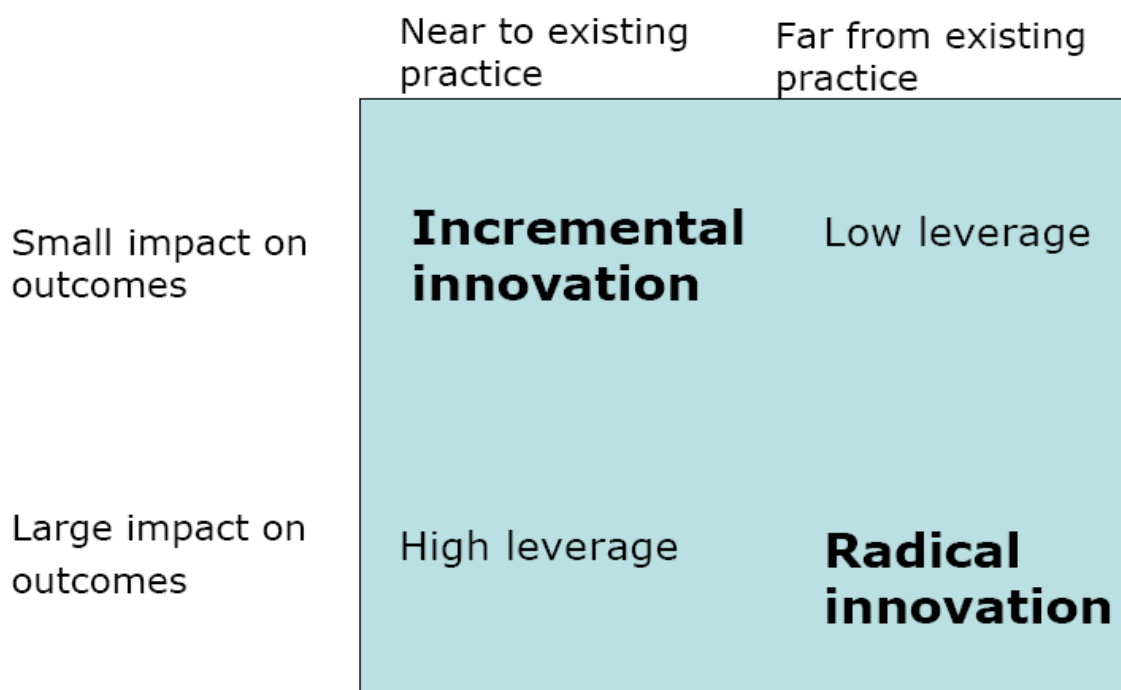 Near to existing
practice
Far from existing
practice
Small impact on
outcomes
Incremental
innovation
Low leverage
Large impact on
outcomes
High leverage
Radical
innovation